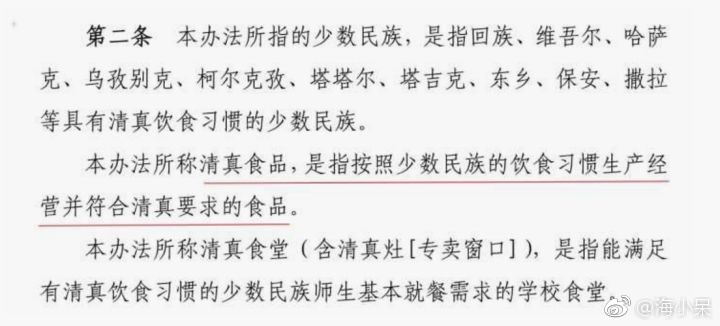 第二条 本办法所指的少数民族，是指回族、维吾尔、哈萨
克、乌孜别克、柯尔克孜、塔塔尔、塔吉克、东乡、保安、撒拉
等具有清真饮食习惯的少数民族。
本办法所称清真食品，是指按照少数民族的饮食习惯生产经
营并符合清真要求的食品。
本办法所称清真食堂（含清真灶[专卖窗口]），是指能满足
有清真饮食习惯的少数民族师生基本就餐需求的学校食堂。
@海小呆